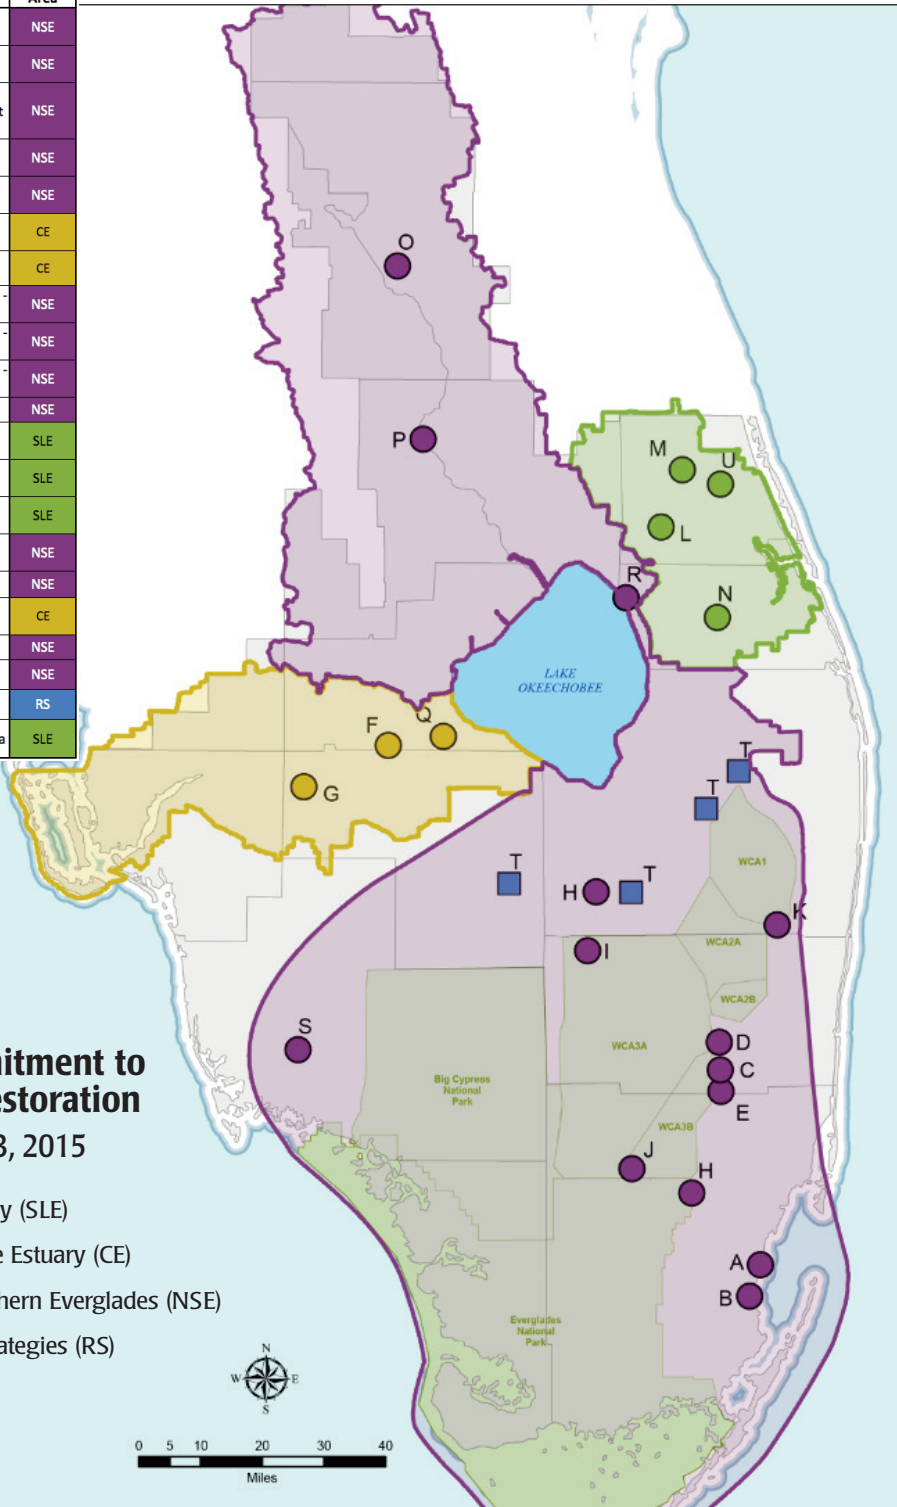 Area
NSE
NSE
t NSE
NSE
NSE
CE
CE
- NSE
- NSE
- NSE
NSE
SLE
SLE
SLE
NSE
NSE
CE
NSE
NSE
RS
a SLE
O
P
M
U
L
R
N
LAKE
OKEECHOBEE
Q
F
G
T
T
WCA1
T
H
T
K
I
WCA2A
WCA2B
S
D
WCA3A
C
Big Cypress
National
Park
E
WCA3B
J
H
A
B
Everglades
National
Park
mitment to
estoration
3, 2015
y (SLE)
e Estuary (CE)
hern Everglades (NSE)
ategies (RS)
N
W E
S
0 5 10 20 30 40
Miles